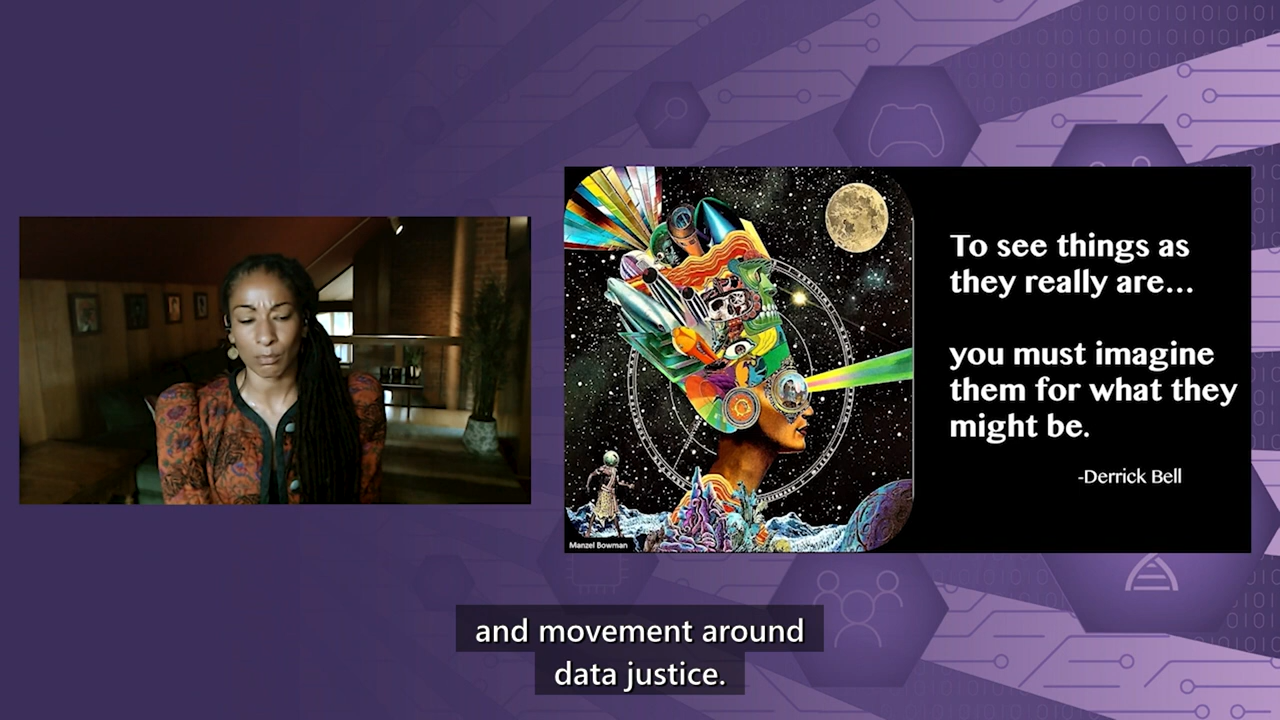 To see things as
they really are...
you must imagine
them for what they
might be.
-Derrick Bell
Manzel Bowman
and movement around
data justice.